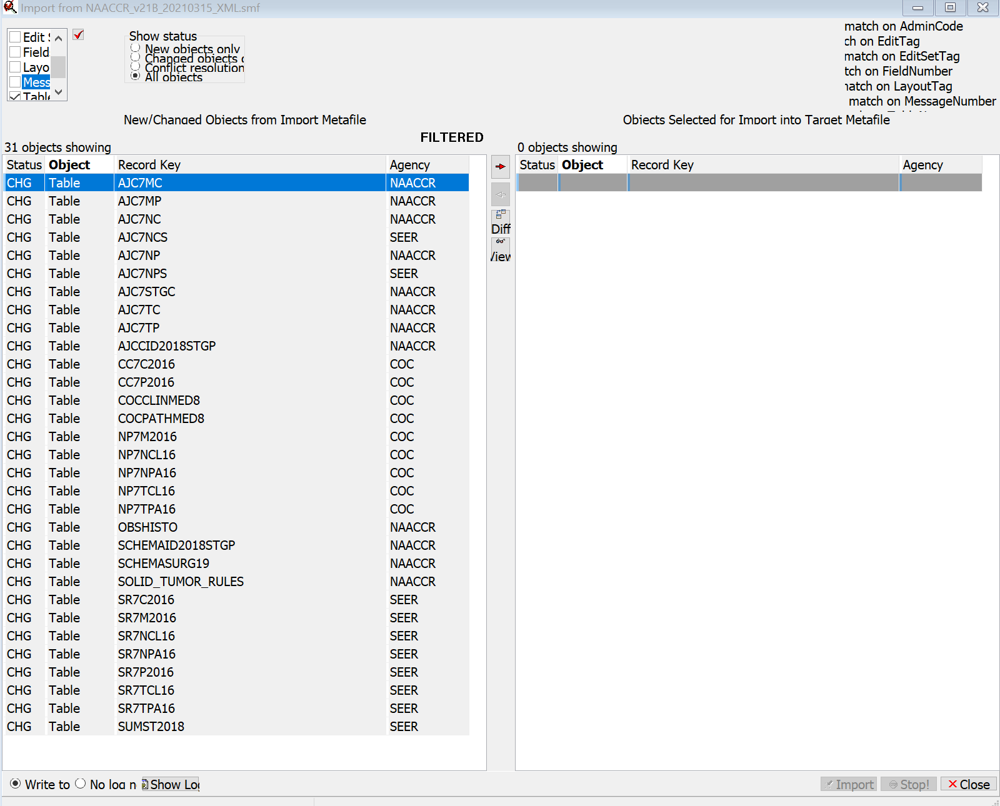 Import from NAACCR_v21B_20210315_XML.smf
Edit
Field
Layo
Mess
Table
Show status
New objects only
Changed objects
Conflict resolution
All objects
match on AdminCode
ch on EditTag
match on EditSetTag
tch on FieldNumber
natch on LayoutTag
match on MessageNumber
New/Changed Objects from Import Metafile
Objects Selected for Import into Target Metafile
FILTERED
31 objects showing
0 objects showing
Status Object Record Key Agency
Status Object Record Key Agency
CHG Table AJC7MC NAACCR
CHG Table AJC7MP NAACCR
CHG Table AJC7NC NAACCR
CHG Table AJC7NCS SEER
CHG Table AJC7NP NAACCR
CHG Table AJC7NPS SEER
CHG Table AJC7STGC NAACCR
CHG Table AJC7TC NAACCR
CHG Table AJC7TP NAACCR
CHG Table AJCCID2018STGP NAACCR
CHG Table CC7C2016 COC
CHG Table CC7P2016 COC
CHG Table COCCLINMED8 COC
CHG Table COCPATHMED8 COC
CHG Table NP7M2016 COC
CHG Table NP7NCL16 COC
CHG Table NP7NPA16 COC
CHG Table NP7TCL16 COC
CHG Table NP7TPA16 COC
CHG Table OBSHISTO NAACCR
CHG Table SCHEMAID2018STGP NAACCR
CHG Table SCHEMASURG19 NAACCR
CHG Table SOLID_TUMOR_RULES NAACCR
CHG Table SR7C2016 SEER
CHG Table SR7M2016 SEER
CHG Table SR7NCL16 SEER
CHG Table SR7NPA16 SEER
CHG Table SR7P2016 SEER
CHG Table SR7TCL16 SEER
CHG Table SR7TPA16 SEER
CHG Table SUMST2018 SEER
Diff
View
Write to
No log n
Show Log
Import
Stop!
Close